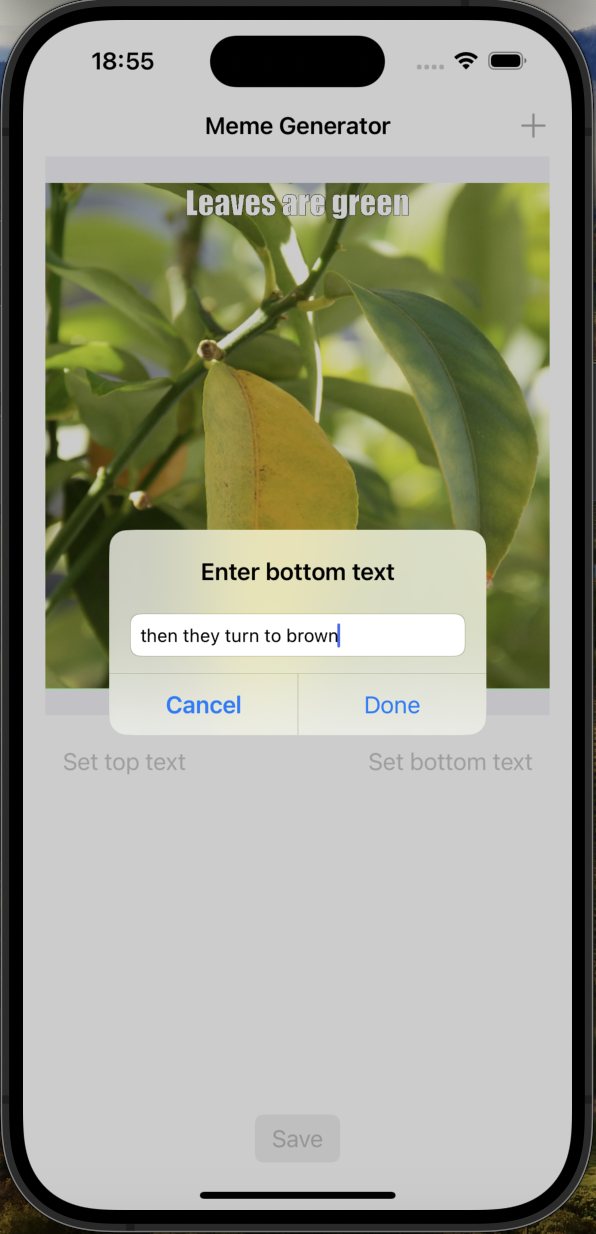 18:55
Meme Generator
Leaves are green
Enter bottom text
then they turn to brown
Cancel Done
Set top text Set bottom text
Save